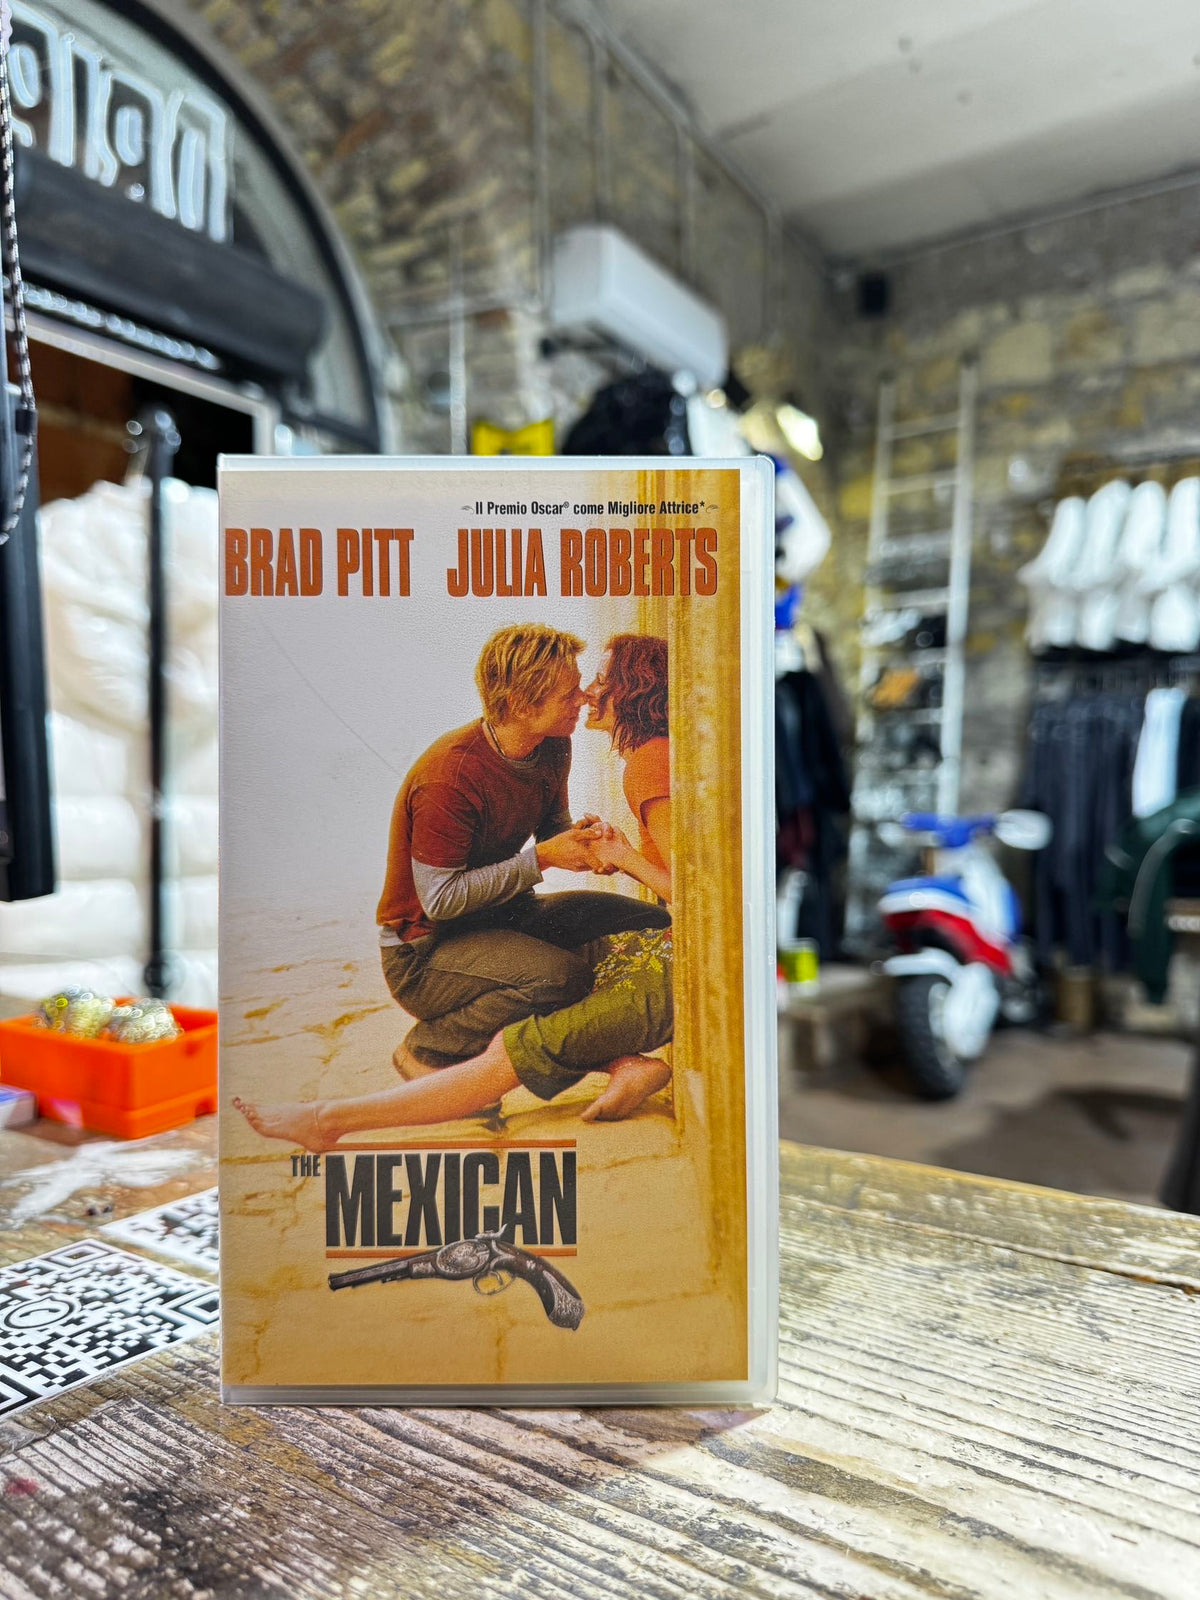 Il Premio Oscar® come Migliore Attrice*
BRAD PITT JULIA ROBERTS
THE MEXICAN